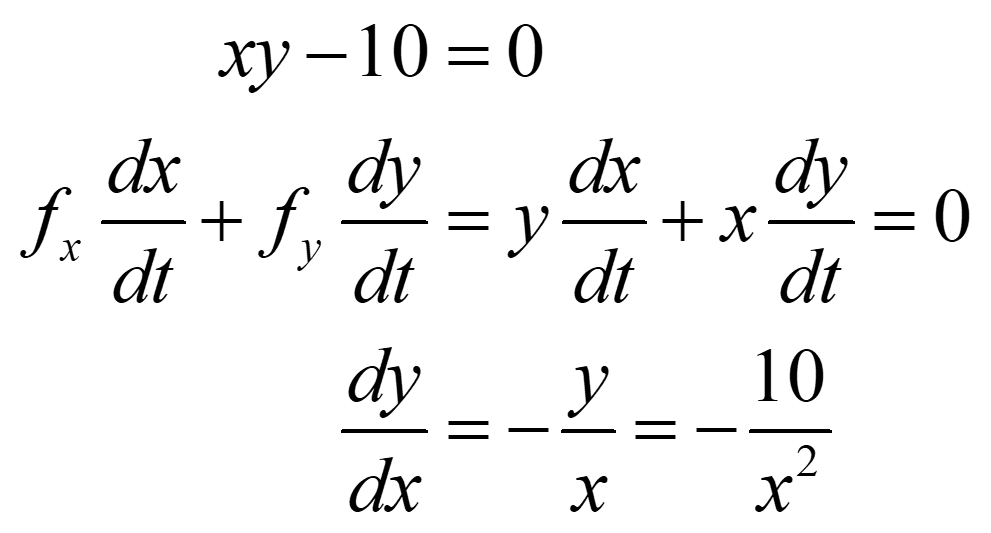 xy − 10 = 0
f_x dx/dt + f_y dy/dt = y dx/dt + x dy/dt = 0
dy/dx = − y/x = − 10/x²